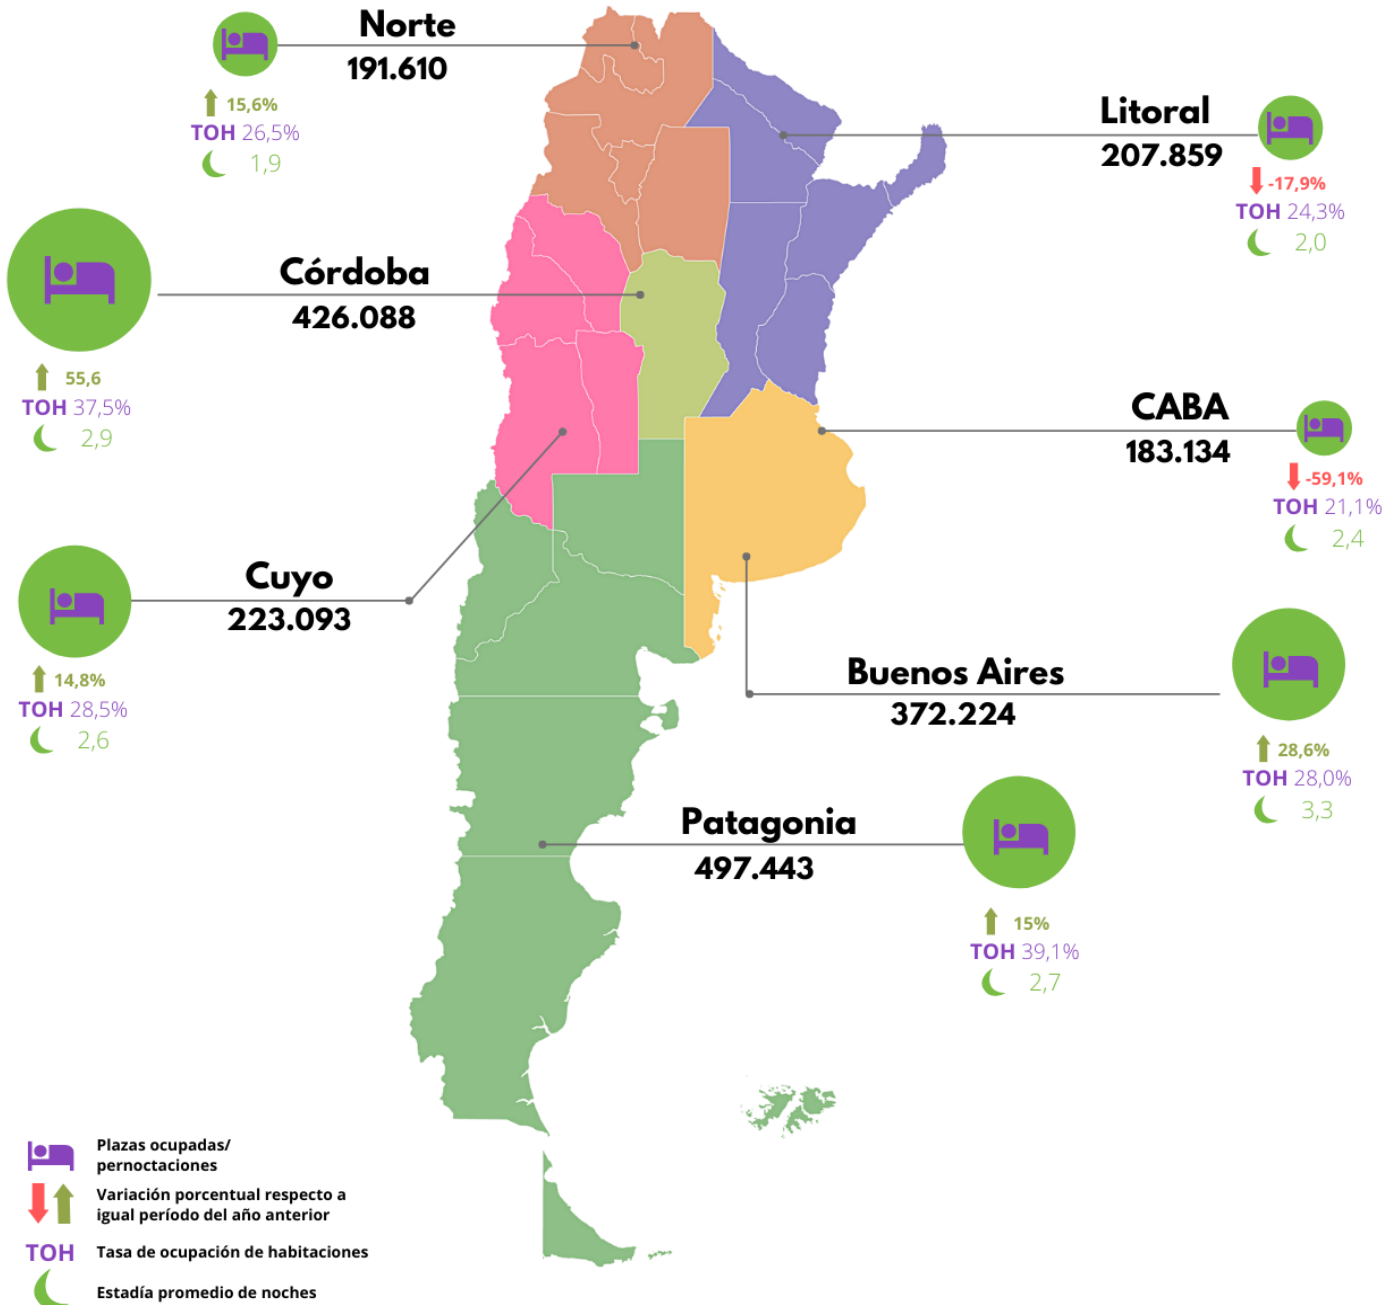 Norte
191.610
15,6%
TOH 26,5%
1,9
Litoral
207.859
-17,9%
TOH 24,3%
2,0
Córdoba
426.088
55,6
TOH 37,5%
2,9
CABA
183.134
-59,1%
TOH 21,1%
2,4
Cuyo
223.093
14,8%
TOH 28,5%
2,6
Buenos Aires
372.224
28,6%
TOH 28,0%
3,3
Patagonia
497.443
15%
TOH 39,1%
2,7
Plazas ocupadas/
pernoctaciones
Variación porcentual respecto a
igual período del año anterior
TOH Tasa de ocupación de habitaciones
Estadía promedio de noches